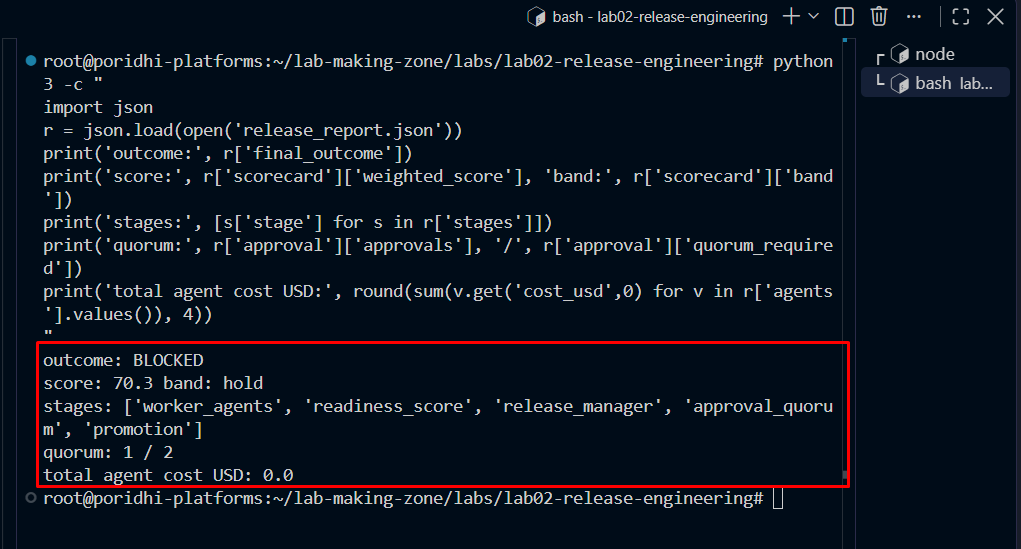 bash - lab02-release-engineering
node
bash lab...
root@poridhi-platforms:~/lab-making-zone/labs/lab02-release-engineering# python
3 -c "
import json
r = json.load(open('release_report.json'))
print('outcome:', r['final_outcome'])
print('score:', r['scorecard']['weighted_score'], 'band:', r['scorecard']['band
'])
print('stages:', [s['stage'] for s in r['stages']])
print('quorum:', r['approval']['approvals'], '/', r['approval']['quorum_require
d'])
print('total agent cost USD:', round(sum(v.get('cost_usd',0) for v in r['agents
'].values()), 4))
"
outcome: BLOCKED
score: 70.3 band: hold
stages: ['worker_agents', 'readiness_score', 'release_manager', 'approval_quoru
m', 'promotion']
quorum: 1 / 2
total agent cost USD: 0.0
root@poridhi-platforms:~/lab-making-zone/labs/lab02-release-engineering#